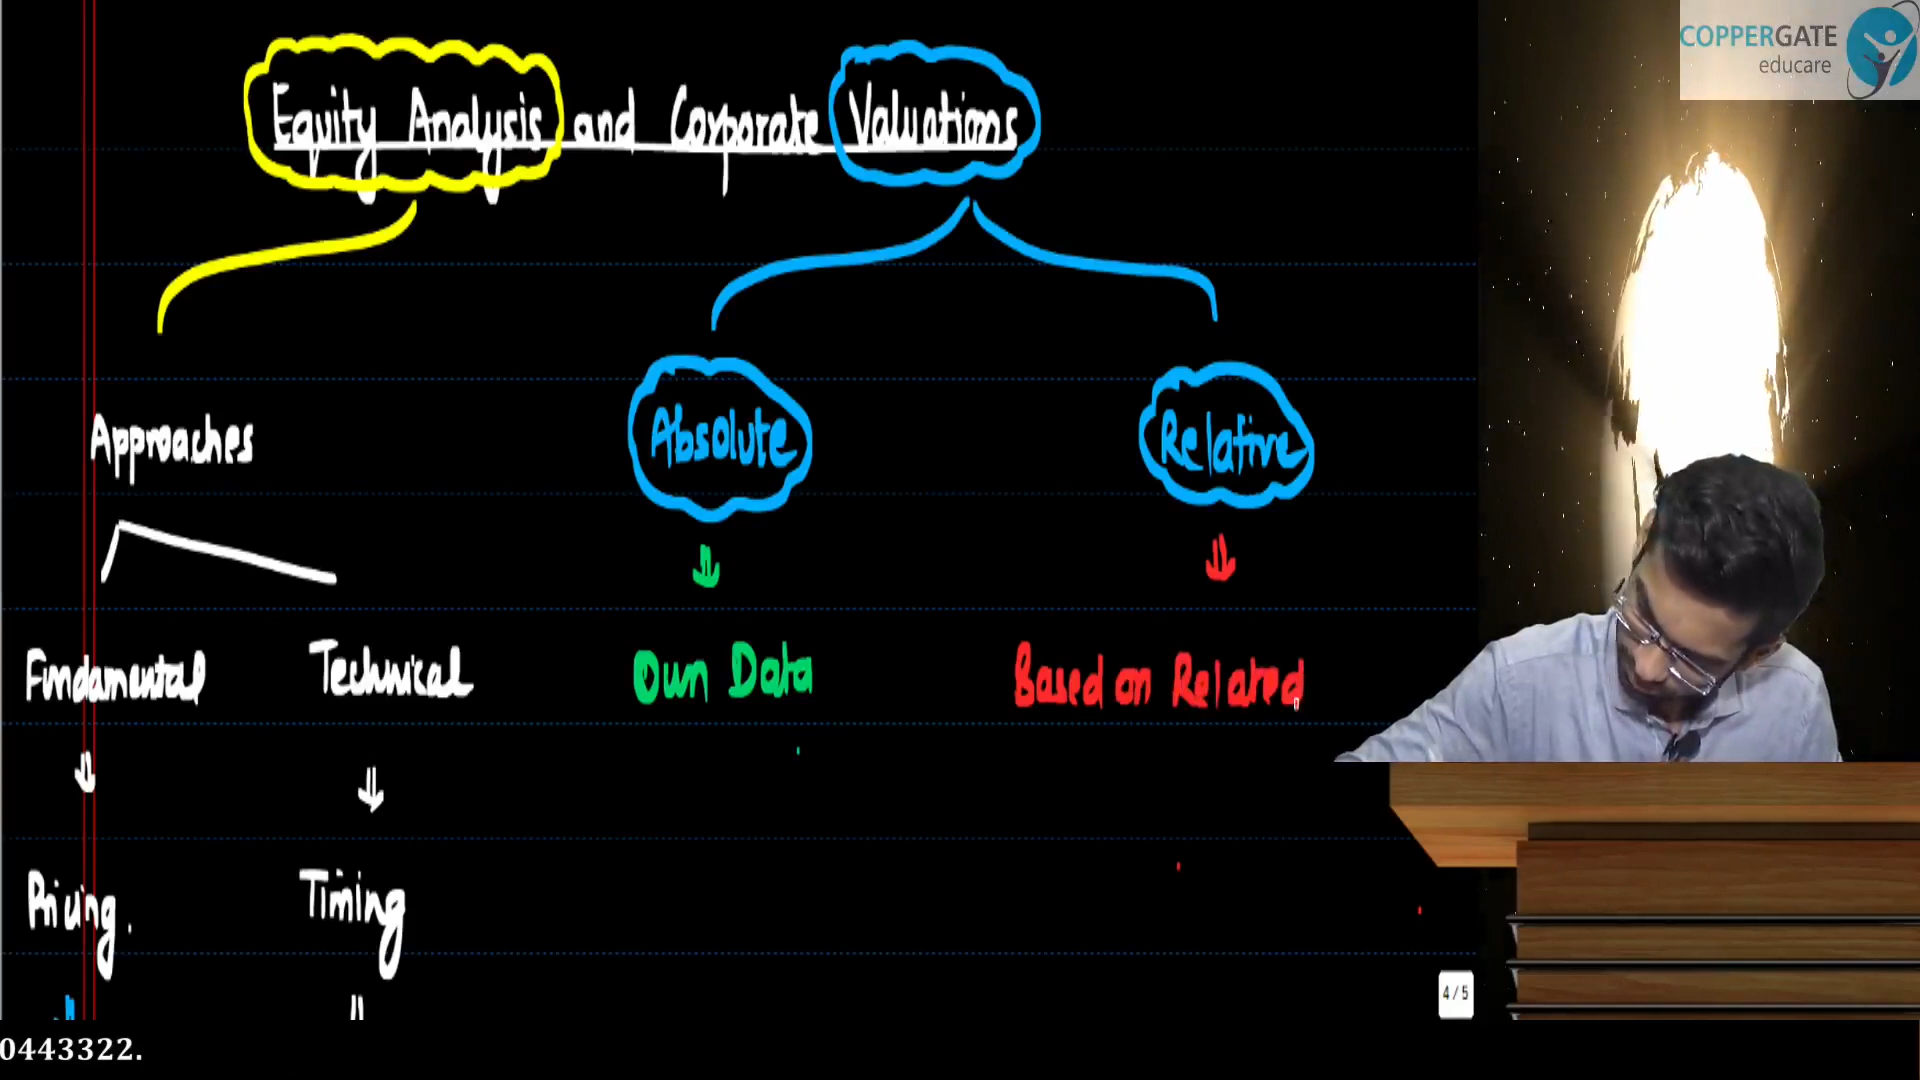 COPPERGATE
educare
Equity Analysis and Corporate Valuations
Approaches Absolute Relative
Fundamental Technical Own Data Based on Related
Pricing. Timing
4/5
0443322.